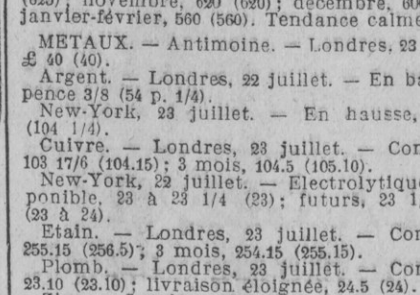 novembre, 620 (620); décembre,
janvier-février, 560 (560). Tendance calme
METAUX. — Antimoine. — Londres, 23
£ 40 (40).
Argent. — Londres, 22 juillet. — En ba
pence 3/8 (54 p. 1/4).
New-York, 23 juillet. — En hausse,
(104 1/4).
Cuivre. — Londres, 23 juillet. — Con
103 17/6 (104.15); 3 mois, 104.5 (105.10).
New-York, 22 juillet. — Electrolytique
ponible, 23 à 23 1/4 (23); futurs, 23 1
(23 à 24).
Etain. — Londres, 23 juillet. — Con
255.15 (256.5); 3 mois, 254.15 (255.15).
Plomb. — Londres, 23 juillet. — Con
23.10 (23.10); livraison éloignée, 24.5 (24).